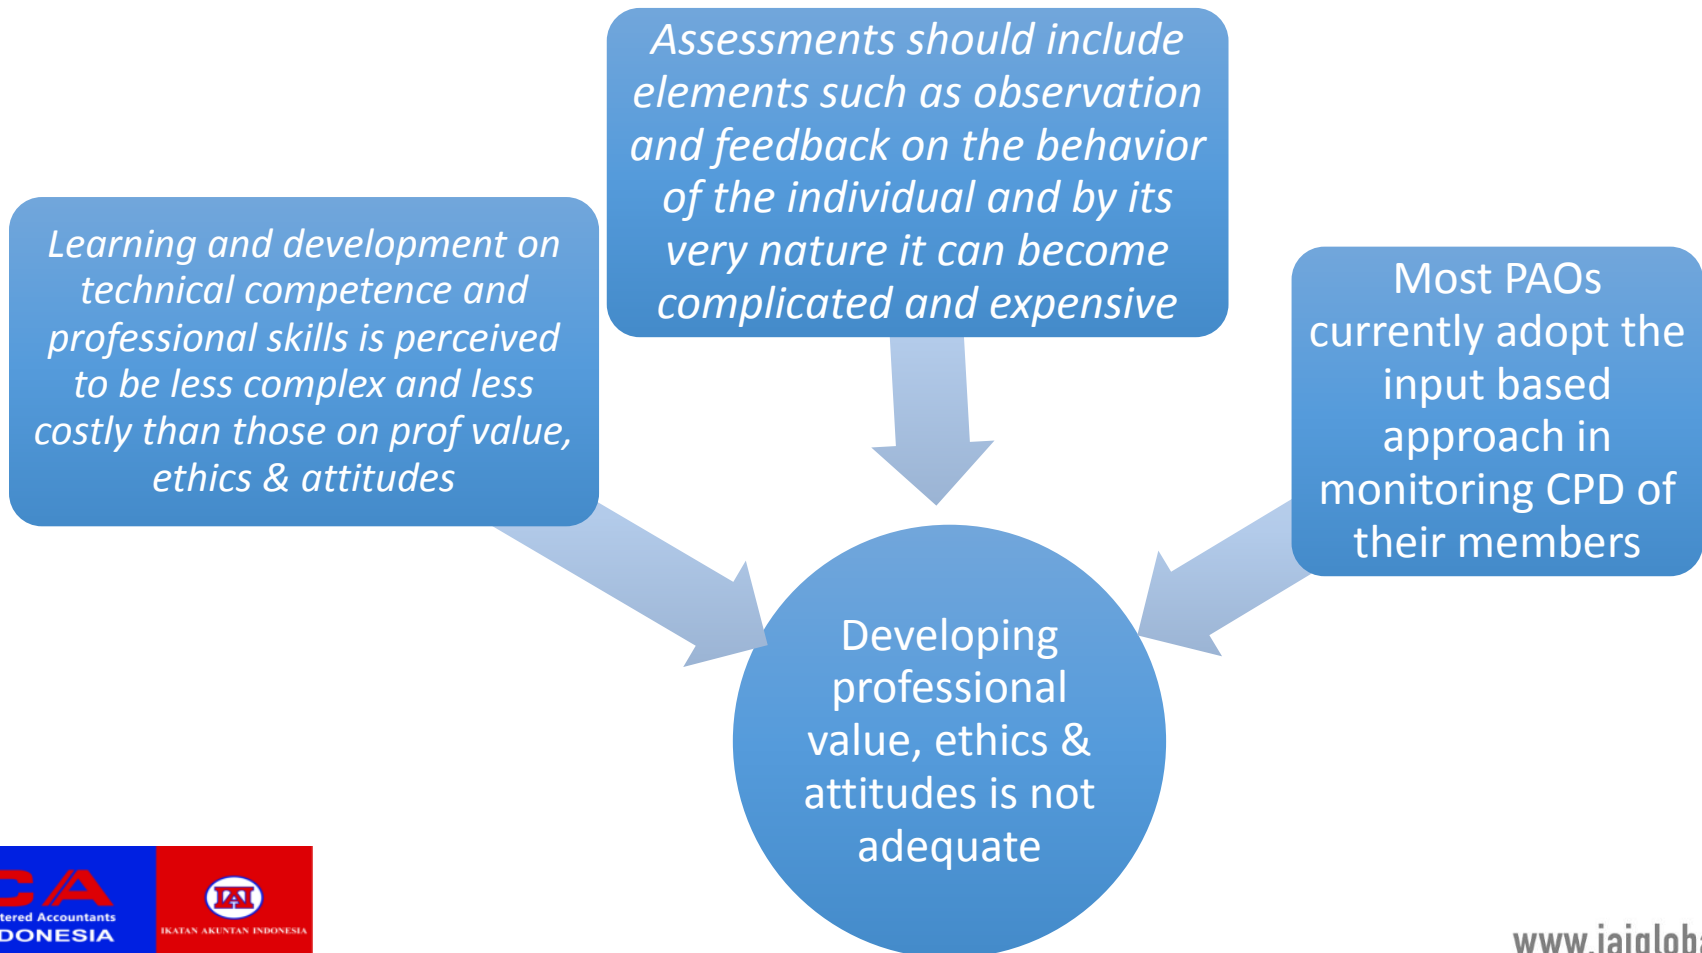 Assessments should include
elements such as observation
and feedback on the behavior
of the individual and by its
very nature it can become
complicated and expensive
Learning and development on
technical competence and
professional skills is perceived
to be less complex and less
costly than those on prof value,
ethics & attitudes
Most PAOs
currently adopt the
input based
approach in
monitoring CPD of
their members
Developing
professional
value, ethics &
attitudes is not
adequate
CA
tered Accountants
DONESIA
IAI
IKATAN AKUNTAN INDONESIA
www.iaigloba